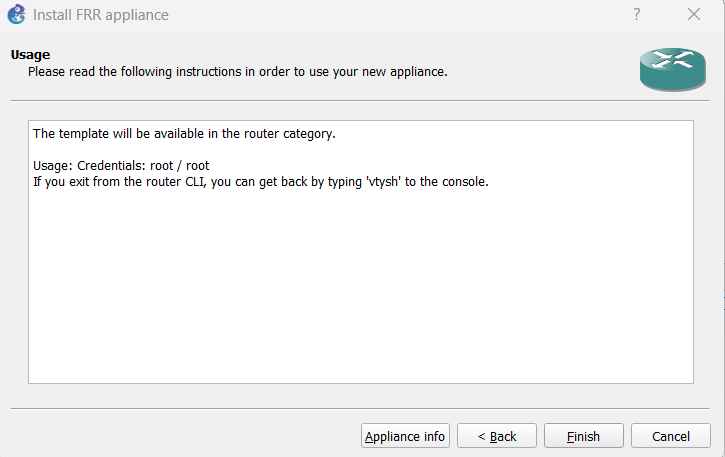 Install FRR appliance
?
Usage
Please read the following instructions in order to use your new appliance.
The template will be available in the router category.
Usage: Credentials: root / root
If you exit from the router CLI, you can get back by typing 'vtysh' to the console.
Appliance info
< Back
Finish
Cancel